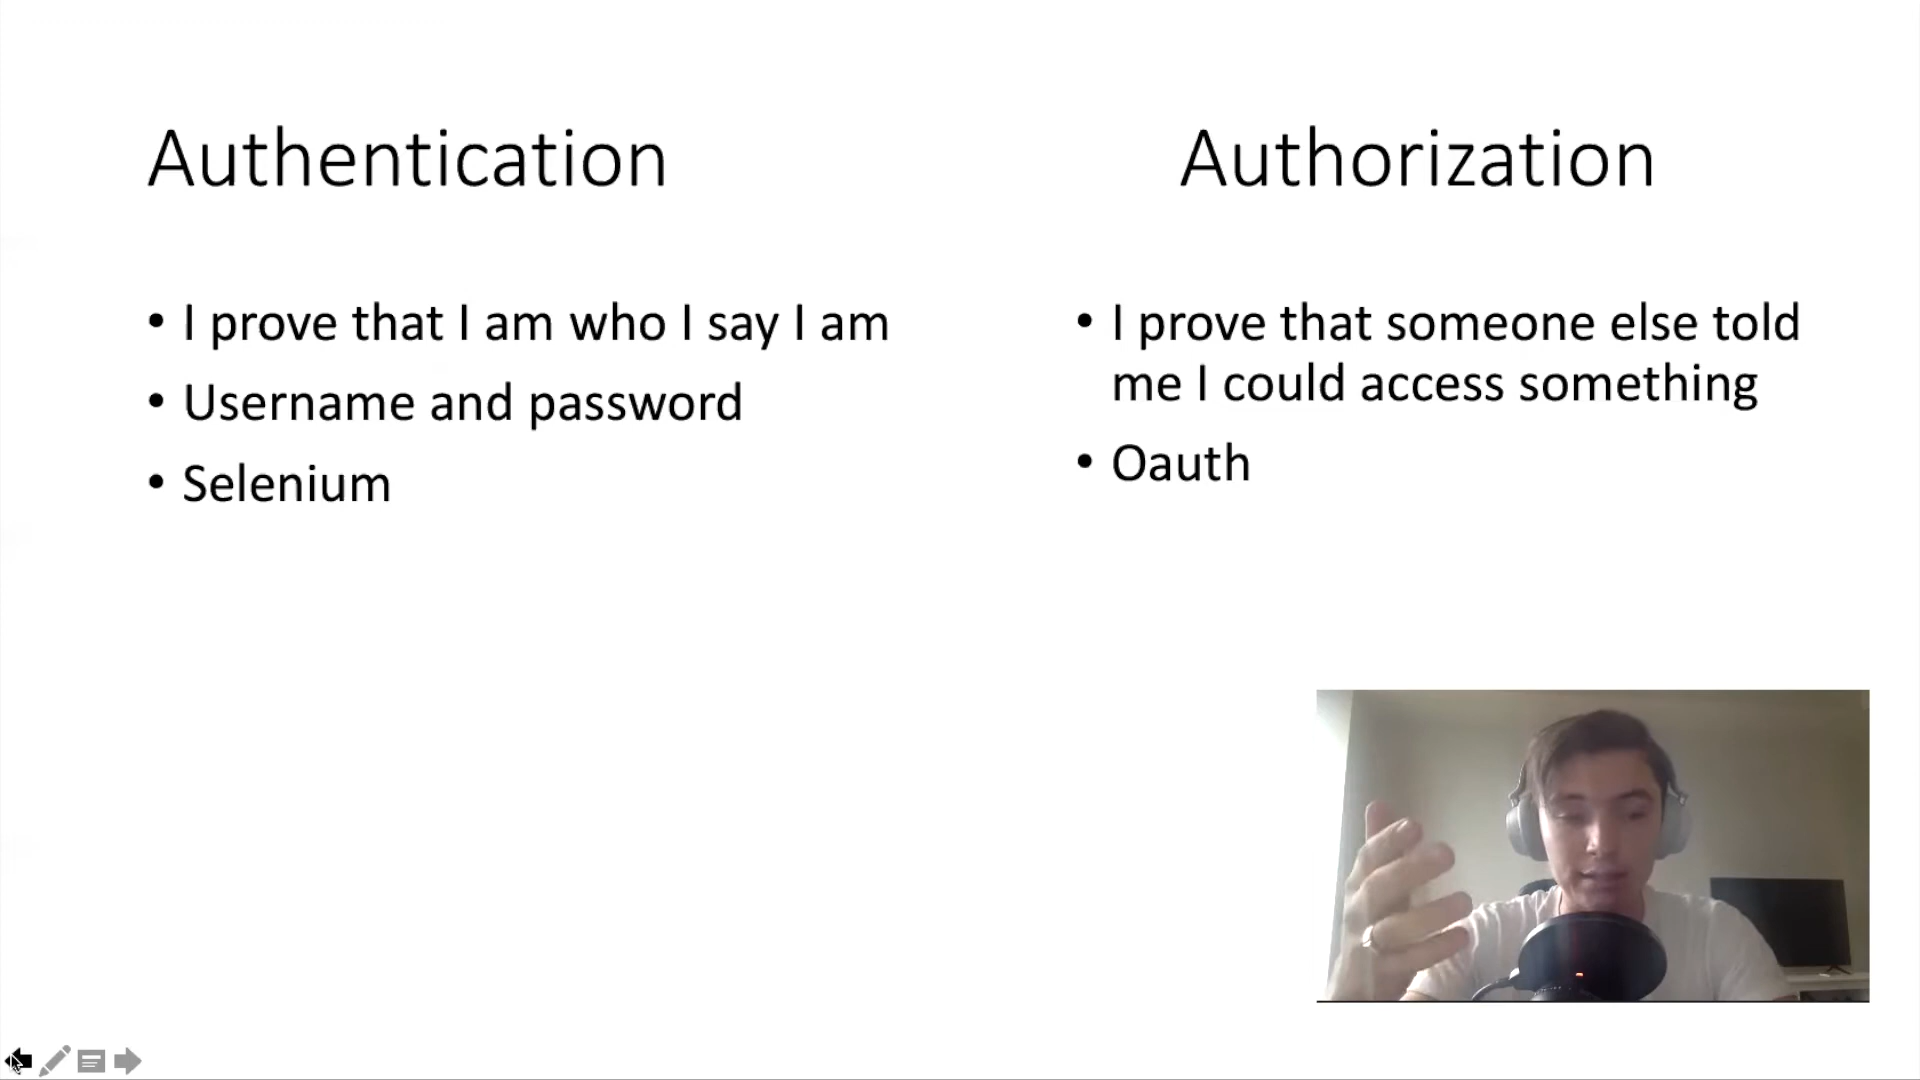 Authentication
• I prove that I am who I say I am
• Username and password
• Selenium
Authorization
• I prove that someone else told
me I could access something
• Oauth